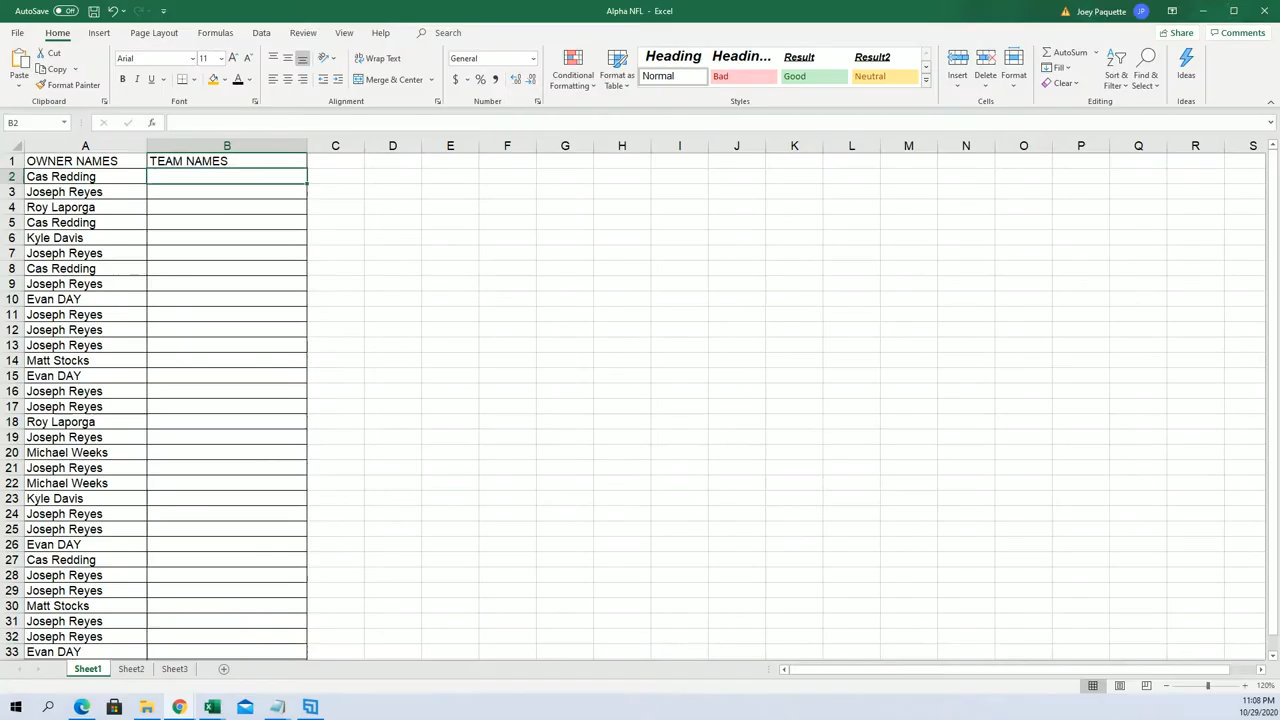 AutoSave Off Alpha NFL - Excel Joey Paquette JP
File Home Insert Page Layout Formulas Data Review View Help Search Share Comments
Paste Cut Copy Format Painter Clipboard
Arial 11 A A B I U A Font
Wrap Text Merge & Center Alignment
General $ % , Number
Conditional Formatting Format as Table
Heading Headin... Result Result2
Normal Bad Good Neutral
Styles
Insert Delete Format Cells
AutoSum Fill Clear Sort & Filter Find & Select Editing
Ideas Ideas
B2 fx
A B C D E F G H I J K L M N O P Q R S
1 OWNER NAMES TEAM NAMES
2 Cas Redding
3 Joseph Reyes
4 Roy Laporga
5 Cas Redding
6 Kyle Davis
7 Joseph Reyes
8 Cas Redding
9 Joseph Reyes
10 Evan DAY
11 Joseph Reyes
12 Joseph Reyes
13 Joseph Reyes
14 Matt Stocks
15 Evan DAY
16 Joseph Reyes
17 Joseph Reyes
18 Roy Laporga
19 Joseph Reyes
20 Michael Weeks
21 Joseph Reyes
22 Michael Weeks
23 Kyle Davis
24 Joseph Reyes
25 Joseph Reyes
26 Evan DAY
27 Cas Redding
28 Joseph Reyes
29 Joseph Reyes
30 Matt Stocks
31 Joseph Reyes
32 Joseph Reyes
33 Evan DAY
Sheet1 Sheet2 Sheet3
120%
11:08 PM
10/29/2020